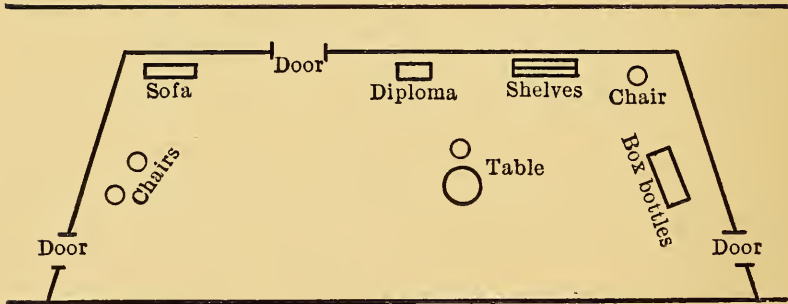 Door
Sofa
Diploma
Shelves
Chair
Chairs
Table
Box bottles
Door
Door